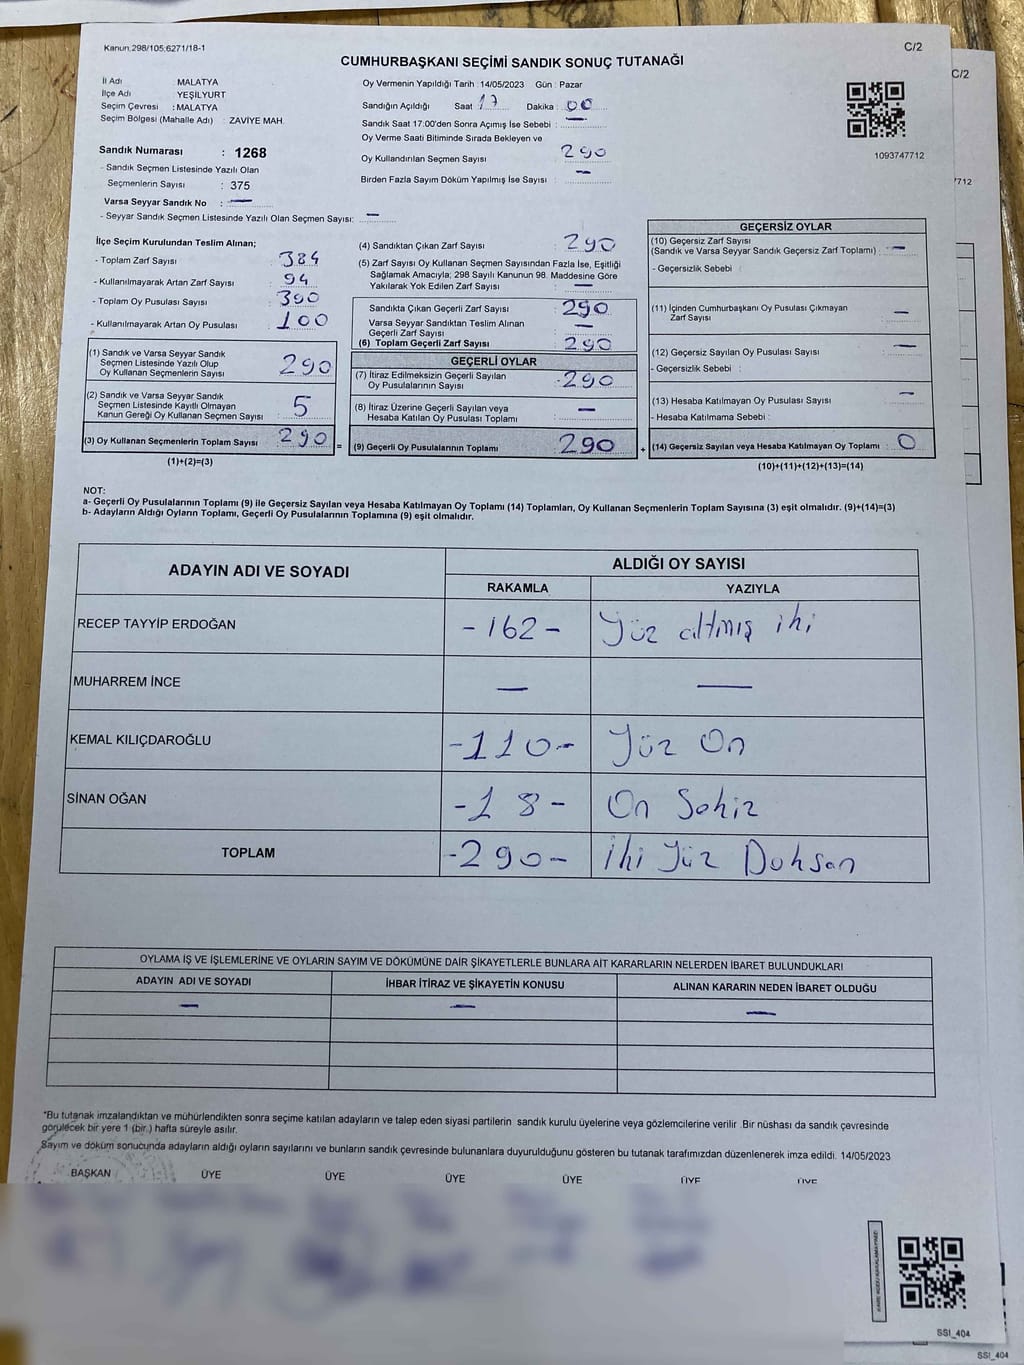 Kanun.298/105;6271/18-1
C/2
CUMHURBAŞKANI SEÇİMİ SANDIK SONUÇ TUTANAĞI
İl Adı : MALATYA
İlçe Adı : YEŞİLYURT
Seçim Çevresi : MALATYA
Seçim Bölgesi (Mahalle Adı) : ZAVİYE MAH.
Sandık Numarası : 1268
- Sandık Seçmen Listesinde Yazılı Olan
Seçmenlerin Sayısı : 375
Varsa Seyyar Sandık No : —
- Seyyar Sandık Seçmen Listesinde Yazılı Olan Seçmen Sayısı: —
Oy Vermenin Yapıldığı Tarih : 14/05/2023 Gün : Pazar
Sandığın Açıldığı Saat 17 Dakika : 00
Sandık Saat 17:00'den Sonra Açımış İse Sebebi : —
Oy Verme Saati Bitiminde Sırada Bekleyen ve
Oy Kullandırılan Seçmen Sayısı : 290
Birden Fazla Sayım Döküm Yapılmış İse Sayısı : —
1093747712
C/2
7712
İlçe Seçim Kurulundan Teslim Alınan;
- Toplam Zarf Sayısı : 384
- Kullanılmayarak Artan Zarf Sayısı : 94
- Toplam Oy Pusulası Sayısı : 390
- Kullanılmayarak Artan Oy Pusulası : 100
(1) Sandık ve Varsa Seyyar Sandık
Seçmen Listesinde Yazılı Olup
Oy Kullanan Seçmenlerin Sayısı : 290
(2) Sandık ve Varsa Seyyar Sandık
Seçmen Listesinde Kayıtlı Olmayan
Kanun Gereği Oy Kullanan Seçmen Sayısı : 5
(3) Oy Kullanan Seçmenlerin Toplam Sayısı : 290 =
(1)+(2)=(3)
(4) Sandıktan Çıkan Zarf Sayısı : 290
(5) Zarf Sayısı Oy Kullanan Seçmen Sayısından Fazla İse, Eşitliği
Sağlamak Amacıyla; 298 Sayılı Kanunun 98. Maddesine Göre
Yakılarak Yok Edilen Zarf Sayısı : —
Sandıkta Çıkan Geçerli Zarf Sayısı : 290
Varsa Seyyar Sandıktan Teslim Alınan
Geçerli Zarf Sayısı : —
(6) Toplam Geçerli Zarf Sayısı : 290
GEÇERLİ OYLAR
(7) İtiraz Edilmeksizin Geçerli Sayılan
Oy Pusulalarının Sayısı : 290
(8) İtiraz Üzerine Geçerli Sayılan veya
Hesaba Katılan Oy Pusulası Toplamı : —
(9) Geçerli Oy Pusulalarının Toplamı : 290 +
GEÇERSİZ OYLAR
(10) Geçersiz Zarf Sayısı
(Sandık ve Varsa Seyyar Sandık Geçersiz Zarf Toplamı) : —
- Geçersizlik Sebebi :
(11) İçinden Cumhurbaşkanı Oy Pusulası Çıkmayan
Zarf Sayısı : —
(12) Geçersiz Sayılan Oy Pusulası Sayısı : —
- Geçersizlik Sebebi :
(13) Hesaba Katılmayan Oy Pusulası Sayısı : —
- Hesaba Katılmama Sebebi :
(14) Geçersiz Sayılan veya Hesaba Katılmayan Oy Toplamı : 0
(10)+(11)+(12)+(13)=(14)
NOT:
a- Geçerli Oy Pusulalarının Toplamı (9) ile Geçersiz Sayılan veya Hesaba Katılmayan Oy Toplamı (14) Toplamları, Oy Kullanan Seçmenlerin Toplam Sayısına (3) eşit olmalıdır. (9)+(14)=(3)
b- Adayların Aldığı Oyların Toplamı, Geçerli Oy Pusulalarının Toplamına (9) eşit olmalıdır.
ADAYIN ADI VE SOYADI
ALDIĞI OY SAYISI
RAKAMLA YAZIYLA
RECEP TAYYİP ERDOĞAN -162- Yüz altmış iki
MUHARREM İNCE — —
KEMAL KILIÇDAROĞLU -110- Yüz On
SİNAN OĞAN -18- On Sekiz
TOPLAM -290- İki Yüz Doksan
OYLAMA İŞ VE İŞLEMLERİNE VE OYLARIN SAYIM VE DÖKÜMÜNE DAİR ŞİKAYETLERLE BUNLARA AİT KARARLARIN NELERDEN İBARET BULUNDUKLARI
ADAYIN ADI VE SOYADI İHBAR İTİRAZ VE ŞİKAYETİN KONUSU ALINAN KARARIN NEDEN İBARET OLDUĞU
— — —
*Bu tutanak imzalandıktan ve mühürlendikten sonra seçime katılan adayların ve talep eden siyasi partilerin sandık kurulu üyelerine veya gözlemcilerine verilir .Bir nüshası da sandık çevresinde
görülecek bir yere 1 (bir ) hafta süreyle asılır.
Sayım ve döküm sonucunda adayların aldığı oyların sayılarını ve bunların sandık çevresinde bulunanlara duyurulduğunu gösteren bu tutanak tarafımızdan düzenlenerek imza edildi. 14/05/2023
BAŞKAN ÜYE ÜYE ÜYE ÜYE ÜYE ÜYE
SSİ_404
SSİ_404